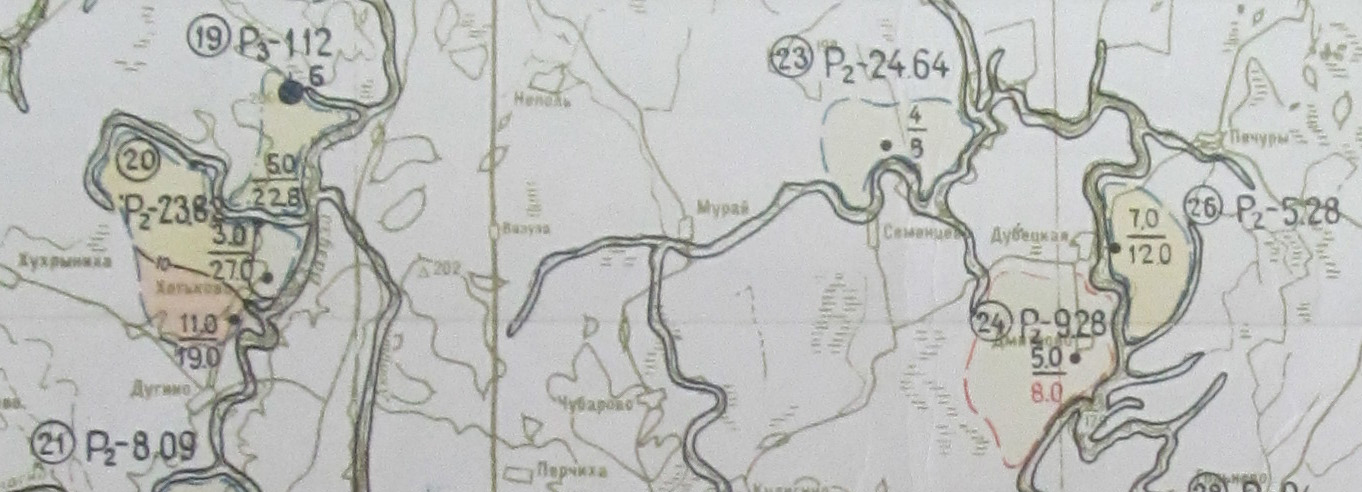 19 P₃-1.12
6
20
P₂-23.8
5.0
22.8
3.0
27.0
10
Хухрыниха
11.0
19.0
Дугино
21 P₂-8.09
Неполь
Вазуза
202
Мурай
Чубарово
Перчиха
23 P₂-24.64
4
5
Семенцево
Дубецкая
24 P₂-9.28
5.0
8.0
Печуры
26 P₂-5.28
7.0
12.0